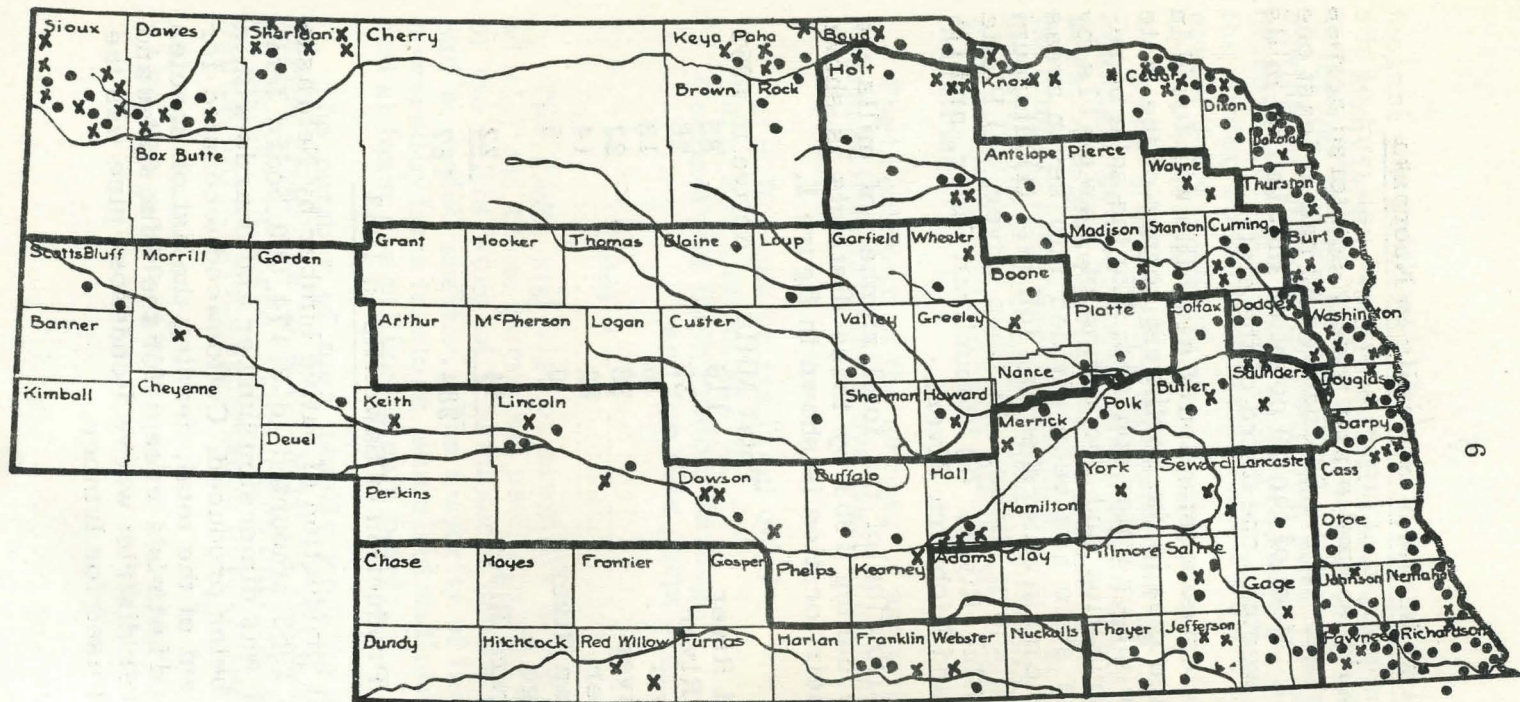 Sioux
Dawes
Sheridan
Cherry
Keya Paha
Boyd
Holt
Knox
Cedar
Dixon
Brown
Rock
Dakota
Box Butte
Antelope
Pierce
Wayne
Thurston
Grant
Hooker
Thomas
Blaine
Loup
Garfield
Wheeler
Madison
Stanton
Cuming
Burt
Scotts Bluff
Morrill
Garden
Boone
Banner
Arthur
McPherson
Logan
Custer
Valley
Greeley
Platte
Colfax
Dodge
Washington
Nance
Kimball
Cheyenne
Keith
Lincoln
Sherman
Howard
Merrick
Polk
Butler
Saunders
Douglas
Sarpy
Deuel
Perkins
Dawson
Buffalo
Hall
Hamilton
York
Seward
Lancaster
Cass
Otoe
Chase
Hayes
Frontier
Gosper
Phelps
Kearney
Adams
Clay
Fillmore
Saline
Gage
Johnson
Nemaha
Dundy
Hitchcock
Red Willow
Furnas
Harlan
Franklin
Webster
Nuckolls
Thayer
Jefferson
Pawnee
Richardson
9